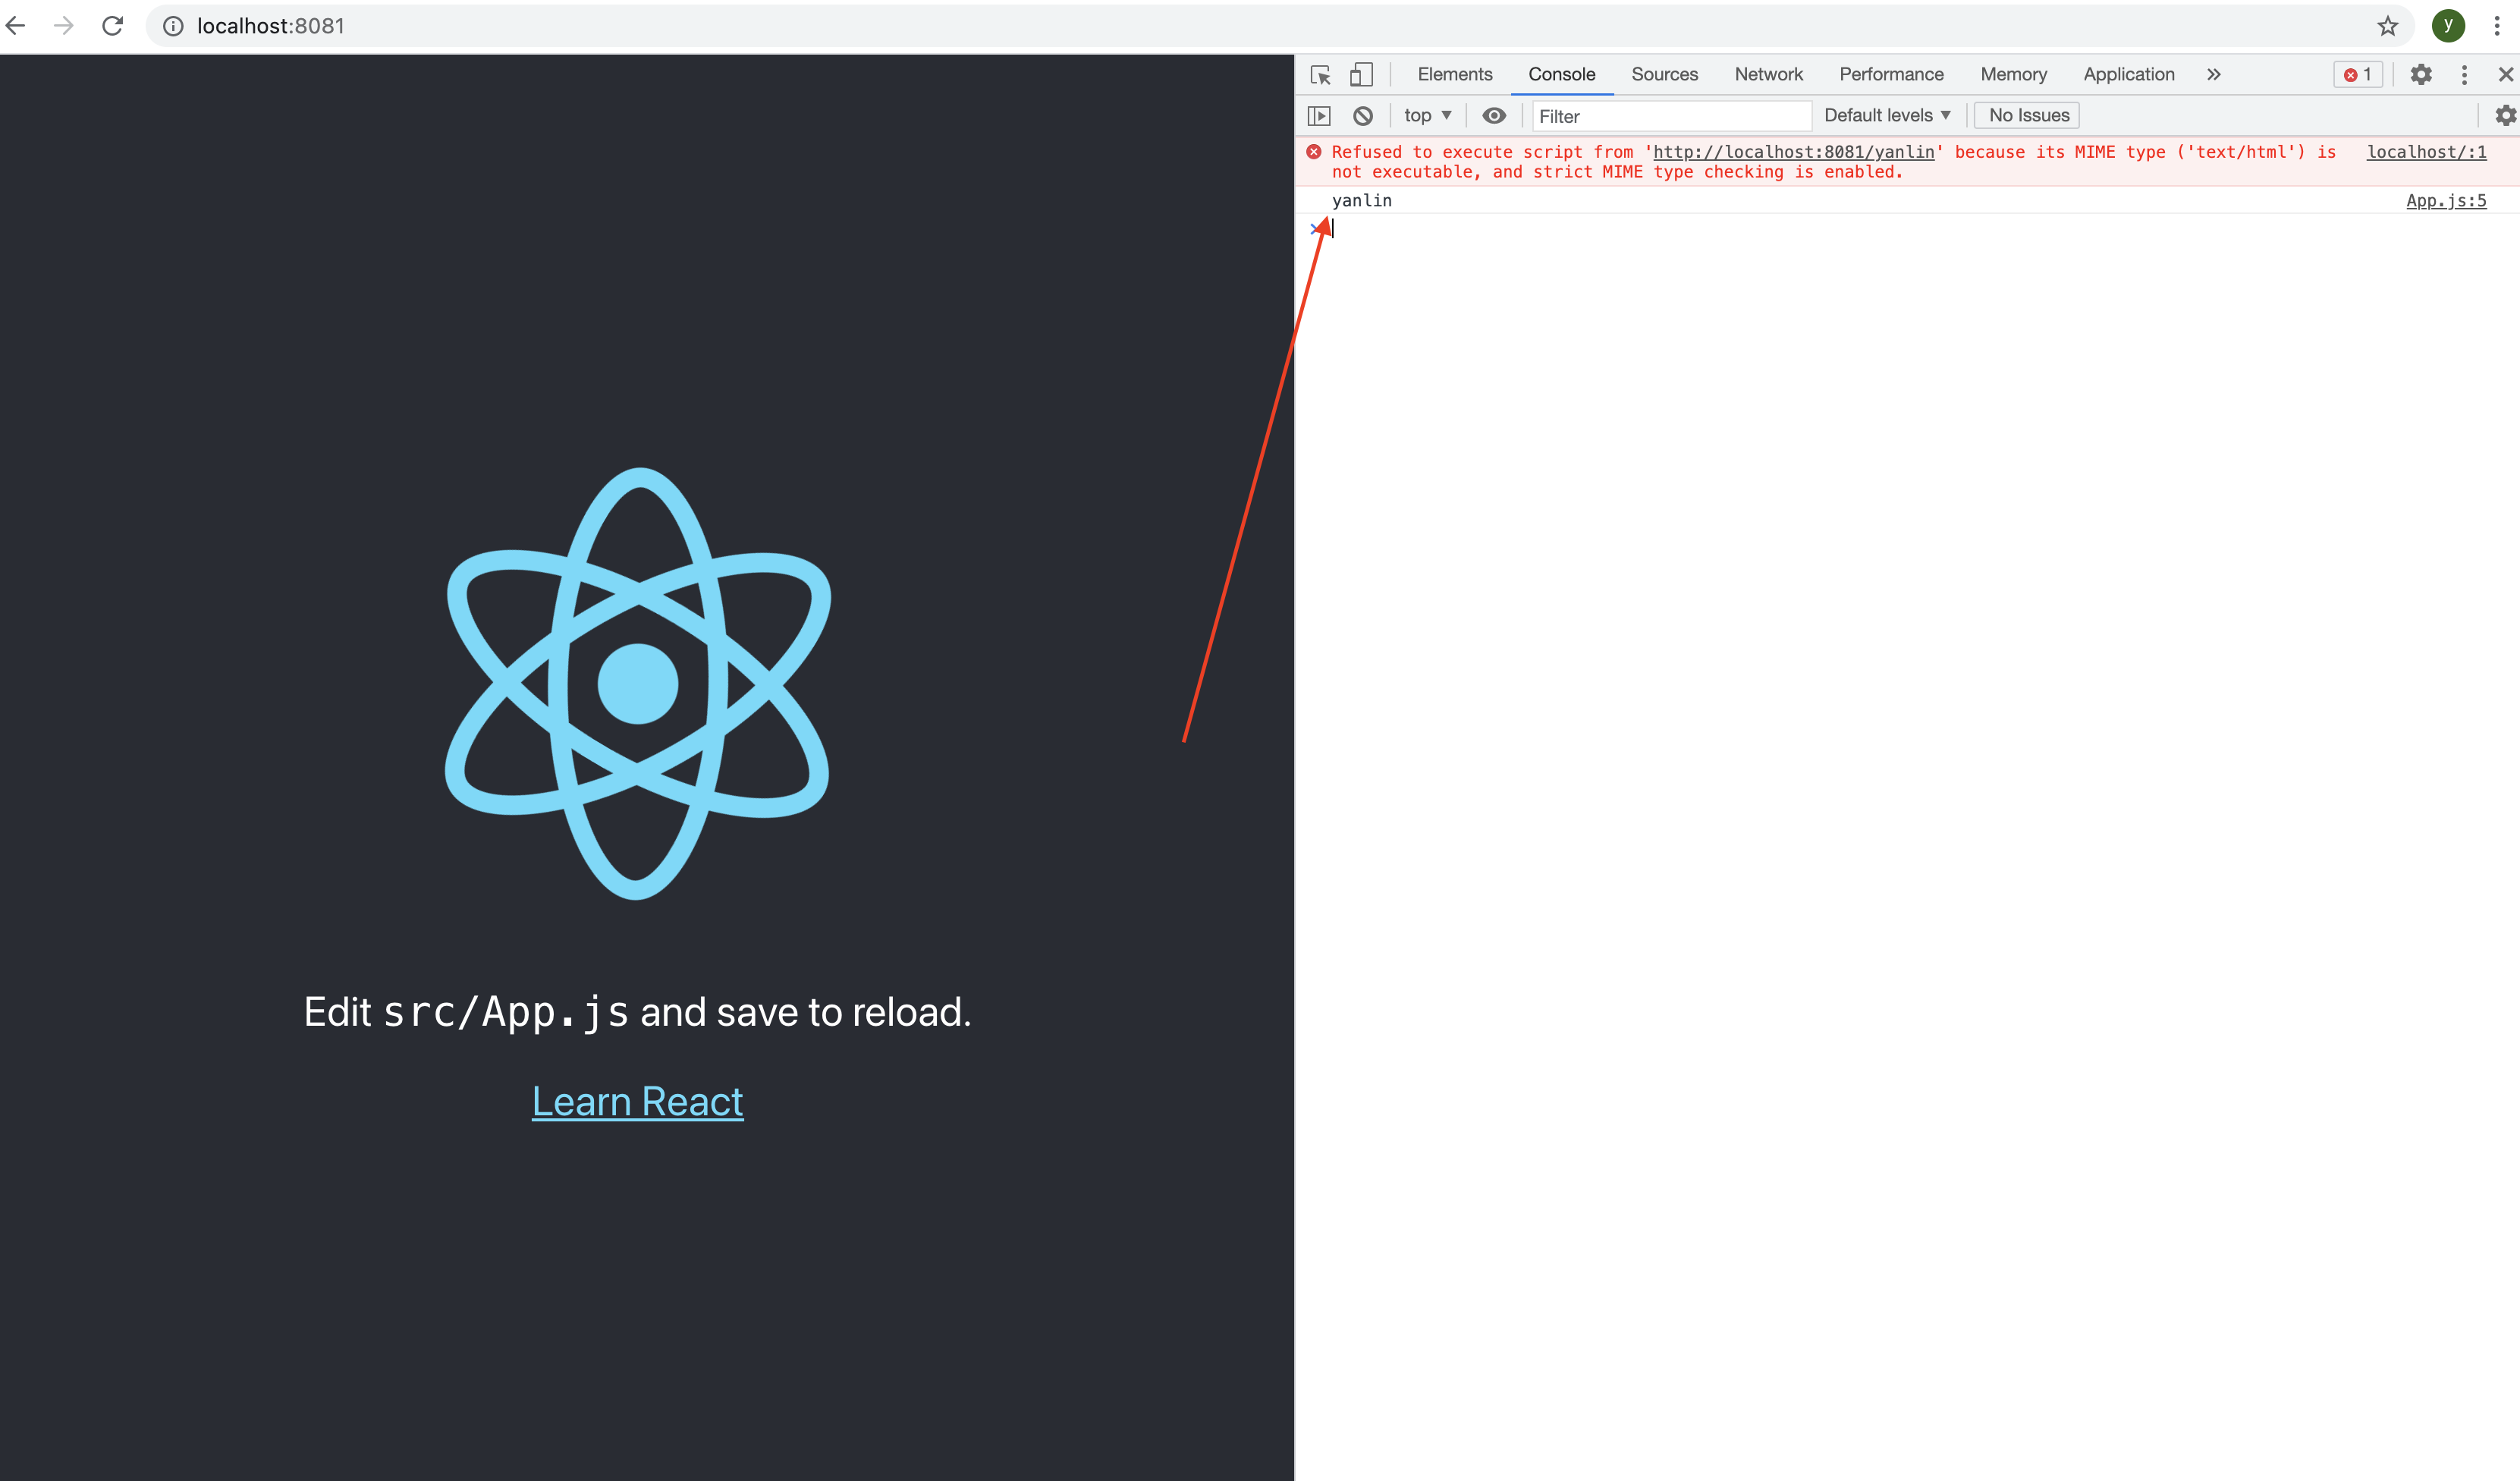 localhost:8081
y
Elements Console Sources Network Performance Memory Application » 1
top ▼ Filter Default levels ▼ No Issues
Refused to execute script from 'http://localhost:8081/yanlin' because its MIME type ('text/html') is localhost/:1
not executable, and strict MIME type checking is enabled.
yanlin App.js:5
Edit src/App.js and save to reload.
Learn React